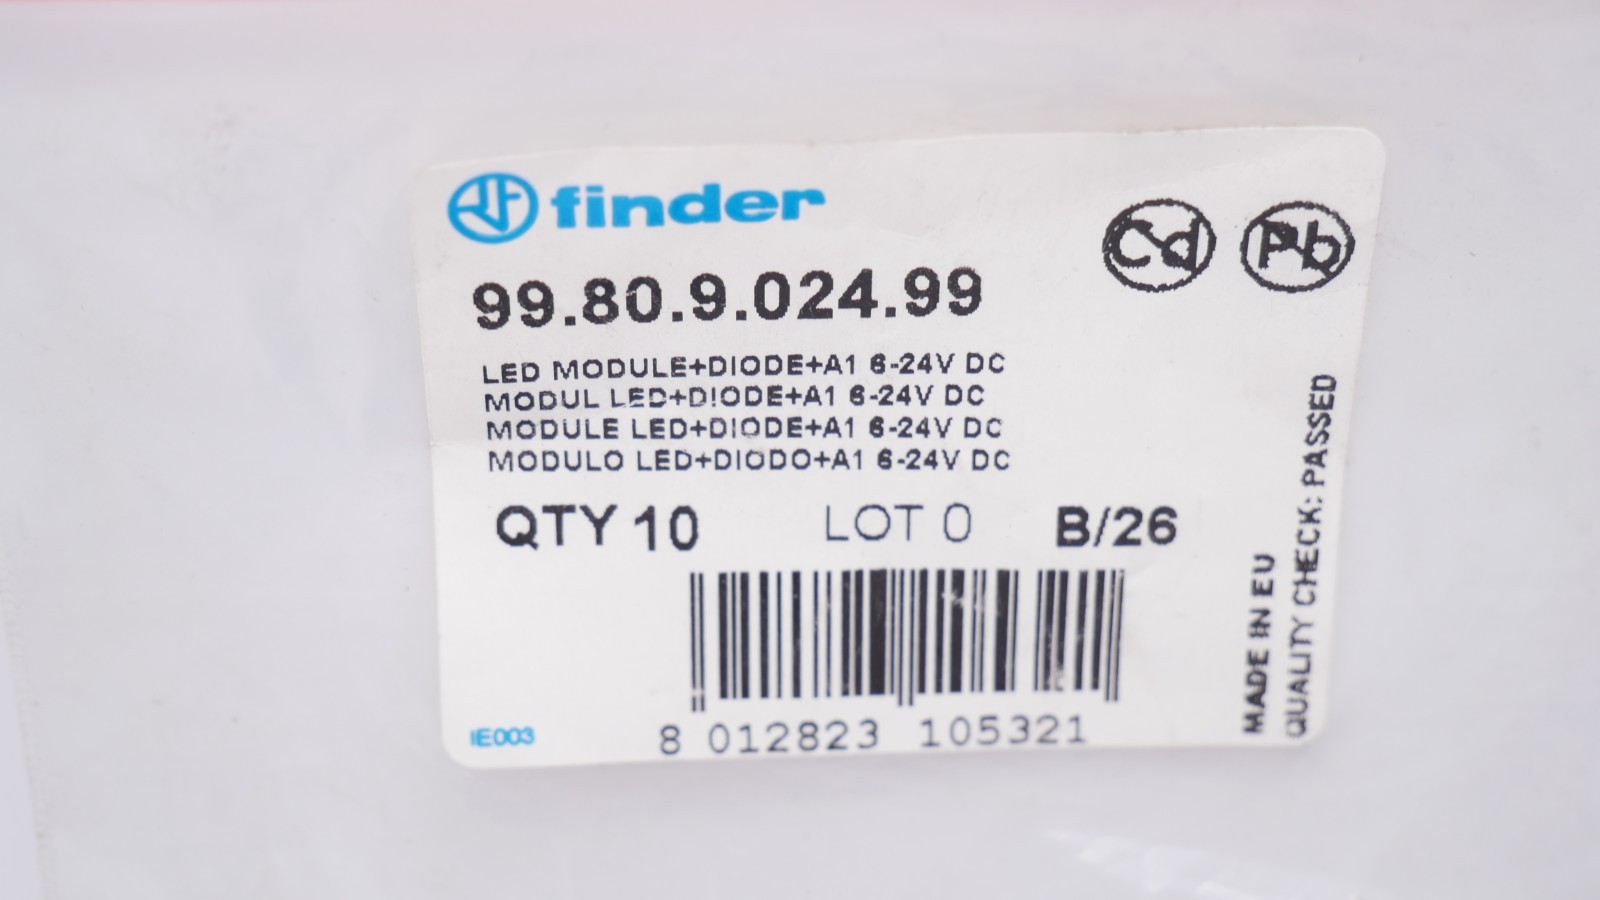 finder
Cd Pb
99.80.9.024.99
LED MODULE+DIODE+A1 6-24V DC
MODUL LED+DIODE+A1 6-24V DC
MODULE LED+DIODE+A1 6-24V DC
MODULO LED+DIODO+A1 6-24V DC
QTY 10 LOT 0 B/26
8 012823 105321
IE003
MADE IN EU
QUALITY CHECK: PASSED